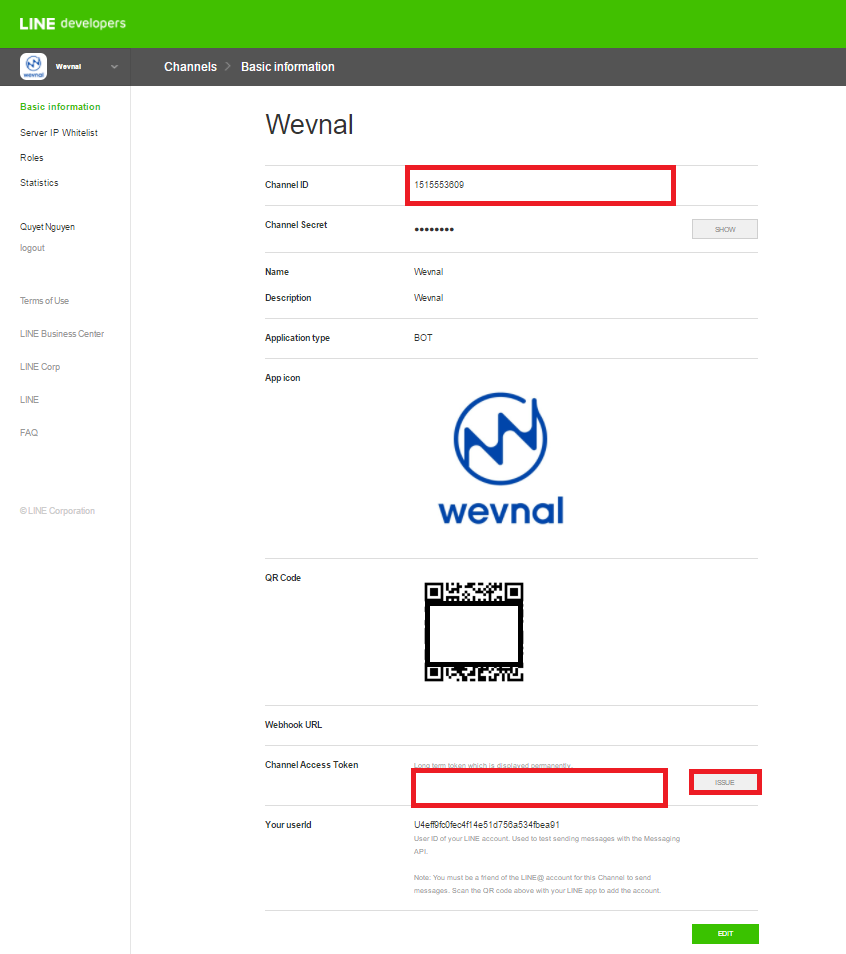 LINE developers
wevnal
Wevnal
Channels > Basic information
Basic information
Server IP Whitelist
Roles
Statistics
Quyet Nguyen
logout
Terms of Use
LINE Business Center
LINE Corp
LINE
FAQ
© LINE Corporation
Wevnal
Channel ID 1515553609
Channel Secret •••••••• SHOW
Name Wevnal
Description Wevnal
Application type BOT
App icon
wevnal
QR Code
Webhook URL
Channel Access Token Long term token which is displayed permanently.
ISSUE
Your userId U4eff9fc0fec4f14e51d756a534fbea91
User ID of your LINE account. Used to test sending messages with the Messaging
API.
Note: You must be a friend of the LINE@ account for this Channel to send
messages. Scan the QR code above with your LINE app to add the account.
EDIT